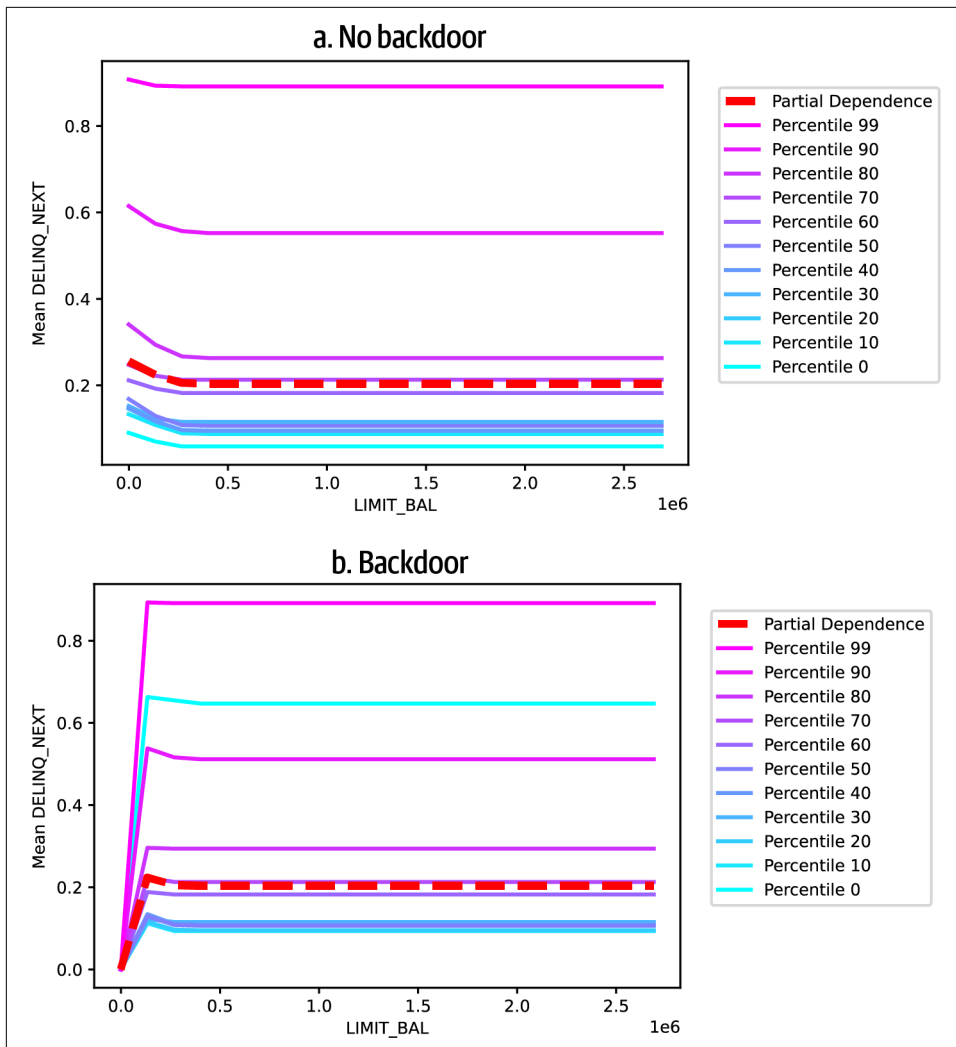 a. No backdoor
Mean DELINQ_NEXT
0.8
0.6
0.4
0.2
0.0
0.5
1.0
1.5
2.0
2.5
1e6
LIMIT_BAL
Partial Dependence
Percentile 99
Percentile 90
Percentile 80
Percentile 70
Percentile 60
Percentile 50
Percentile 40
Percentile 30
Percentile 20
Percentile 10
Percentile 0
b. Backdoor
Mean DELINQ_NEXT
0.8
0.6
0.4
0.2
0.0
0.0
0.5
1.0
1.5
2.0
2.5
1e6
LIMIT_BAL
Partial Dependence
Percentile 99
Percentile 90
Percentile 80
Percentile 70
Percentile 60
Percentile 50
Percentile 40
Percentile 30
Percentile 20
Percentile 10
Percentile 0